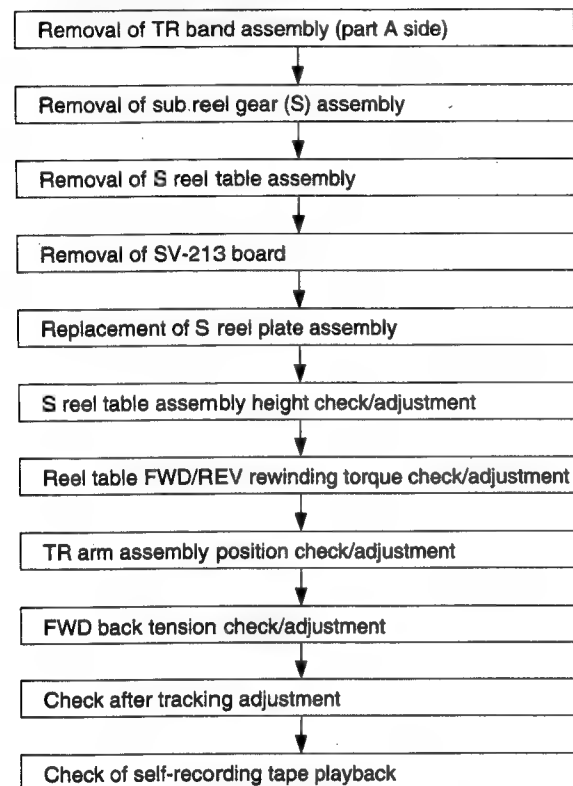 Removal of TR band assembly (part A side)
Removal of sub reel gear (S) assembly
Removal of S reel table assembly
Removal of SV-213 board
Replacement of S reel plate assembly
S reel table assembly height check/adjustment
Reel table FWD/REV rewinding torque check/adjustment
TR arm assembly position check/adjustment
FWD back tension check/adjustment
Check after tracking adjustment
Check of self-recording tape playback